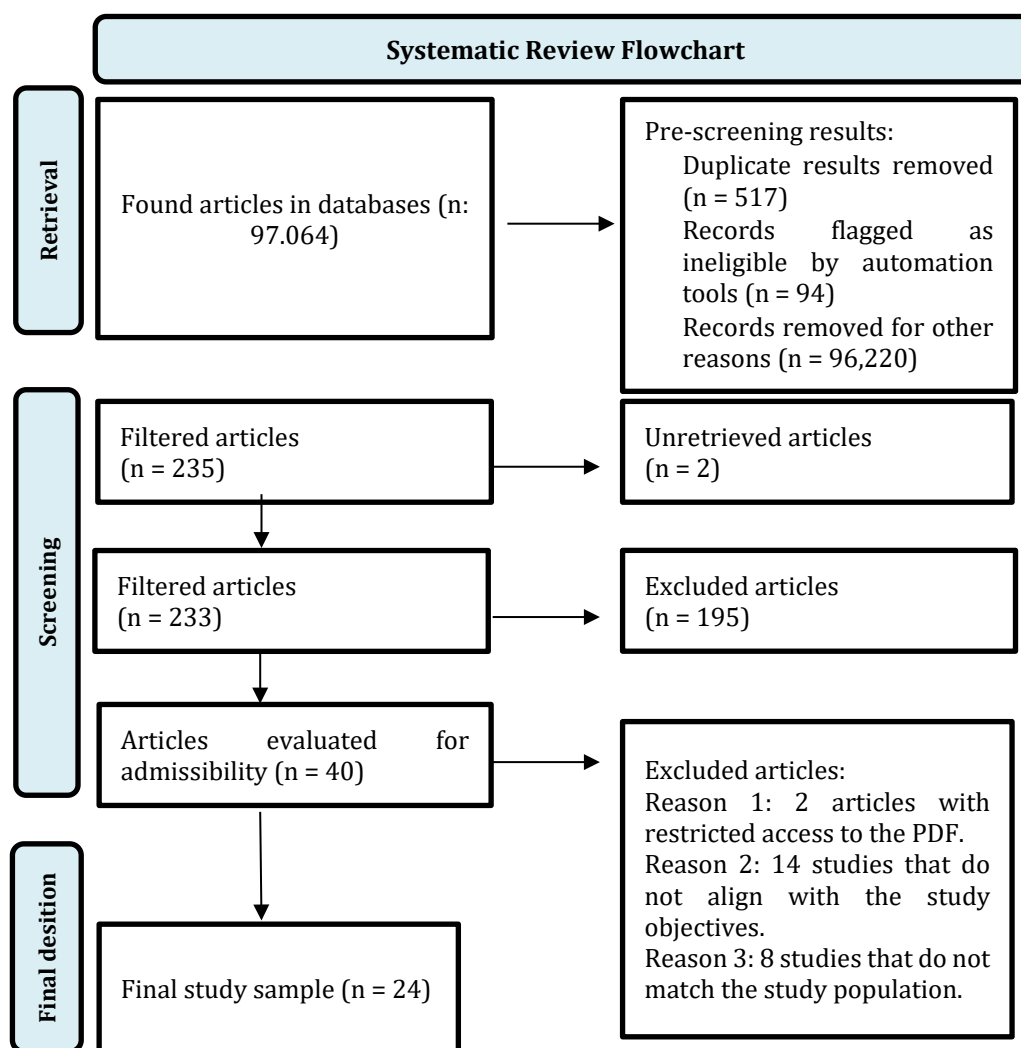 Systematic Review Flowchart
Retrieval
Found articles in databases (n:
97.064)
Pre-screening results:
Duplicate results removed
(n = 517)
Records flagged as
ineligible by automation
tools (n = 94)
Records removed for other
reasons (n = 96,220)
Screening
Filtered articles
(n = 235)
Unretrieved articles
(n = 2)
Filtered articles
(n = 233)
Excluded articles
(n = 195)
Articles evaluated for
admissibility (n = 40)
Excluded articles:
Reason 1: 2 articles with
restricted access to the PDF.
Reason 2: 14 studies that do
not align with the study
objectives.
Reason 3: 8 studies that do not
match the study population.
Final desition
Final study sample (n = 24)